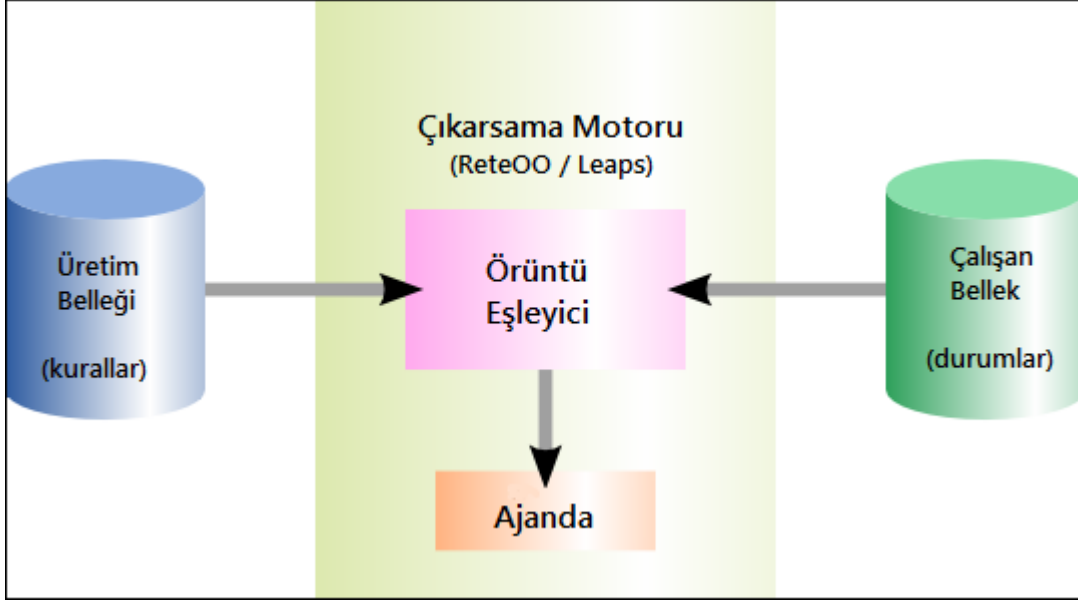 Çıkarsama Motoru
(ReteOO / Leaps)
Üretim
Belleği
(kurallar)
Örüntü
Eşleyici
Çalışan
Bellek
(durumlar)
Ajanda